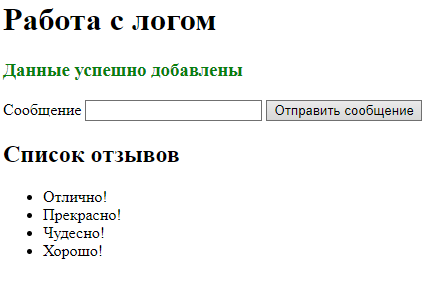 Работа с логом
Данные успешно добавлены
Сообщение Отправить сообщение
Список отзывов
Отлично!
Прекрасно!
Чудесно!
Хорошо!